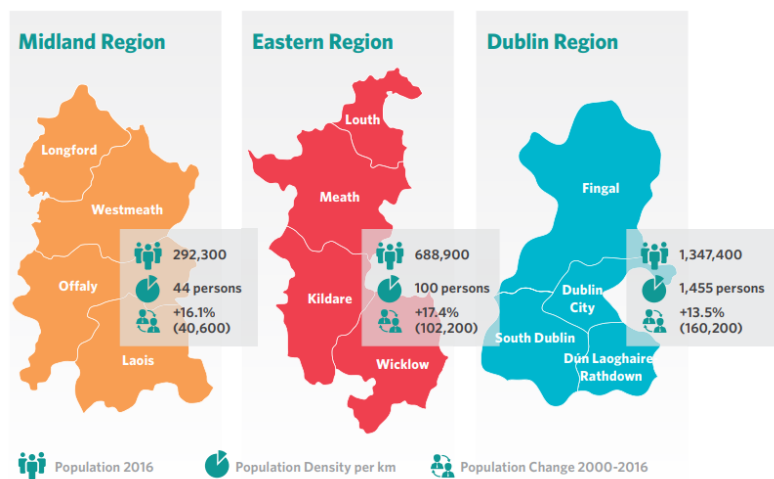 Midland Region
Eastern Region
Dublin Region
Longford
Westmeath
Offaly
Laois
292,300
44 persons
+16.1%
(40,600)
Louth
Meath
Kildare
Wicklow
688,900
100 persons
+17.4%
(102,200)
Fingal
Dublin
City
South Dublin
Dún Laoghaire
Rathdown
1,347,400
1,455 persons
+13.5%
(160,200)
Population 2016
Population Density per km
Population Change 2000-2016